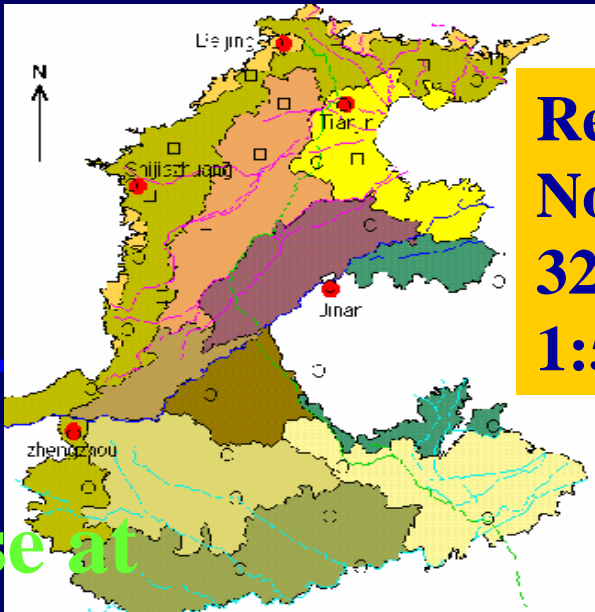 Beijing
N
Tianjin
Shijiazhuang
Jinan
zhengzhou
Re
No
32
1:5
se at